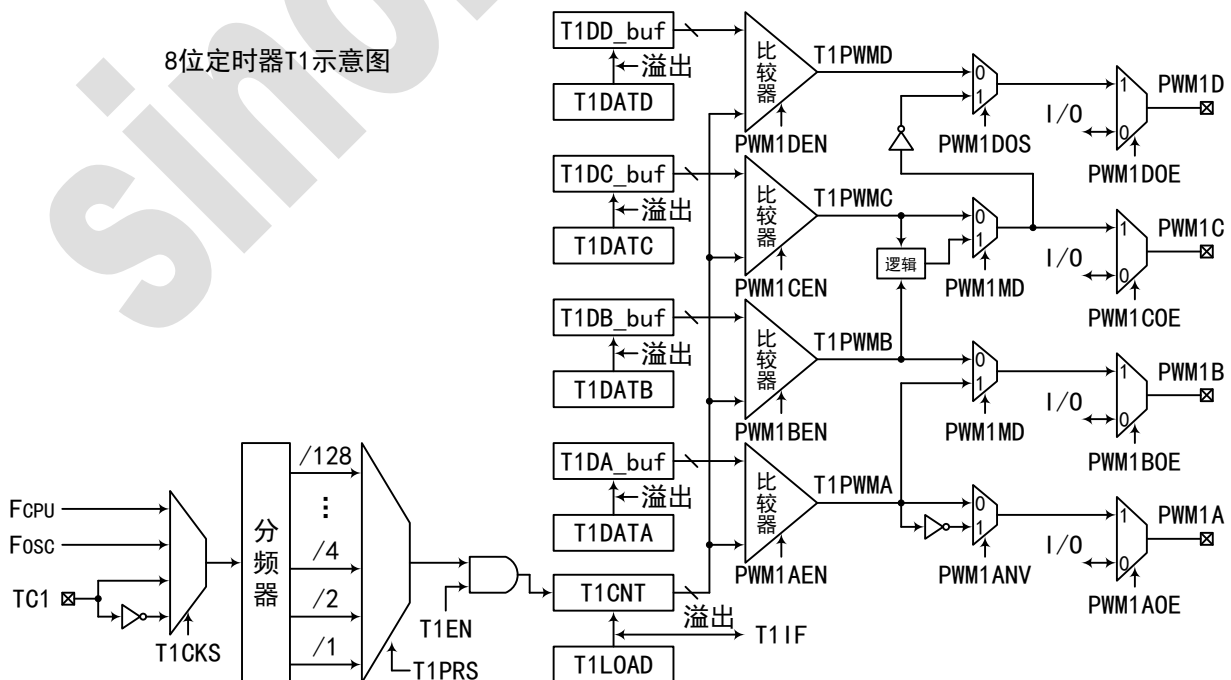 8位定时器T1示意图
sino
T1DD_buf
溢出
T1DATD
比较器
T1PWMD
PWM1DEN
0
1
PWM1DOS
1
0
I/O
PWM1DOE
PWM1D
T1DC_buf
溢出
T1DATC
比较器
T1PWMC
PWM1CEN
逻辑
0
1
PWM1MD
1
0
I/O
PWM1COE
PWM1C
T1DB_buf
溢出
T1DATB
比较器
T1PWMB
PWM1BEN
0
1
PWM1MD
1
0
I/O
PWM1BOE
PWM1B
T1DA_buf
溢出
T1DATA
比较器
T1PWMA
PWM1AEN
0
1
PWM1ANV
1
0
I/O
PWM1AOE
PWM1A
FCPU
FOSC
TC1
T1CKS
分频器
/128
⋮
/4
/2
/1
T1PRS
T1EN
T1CNT
溢出
T1IF
T1LOAD